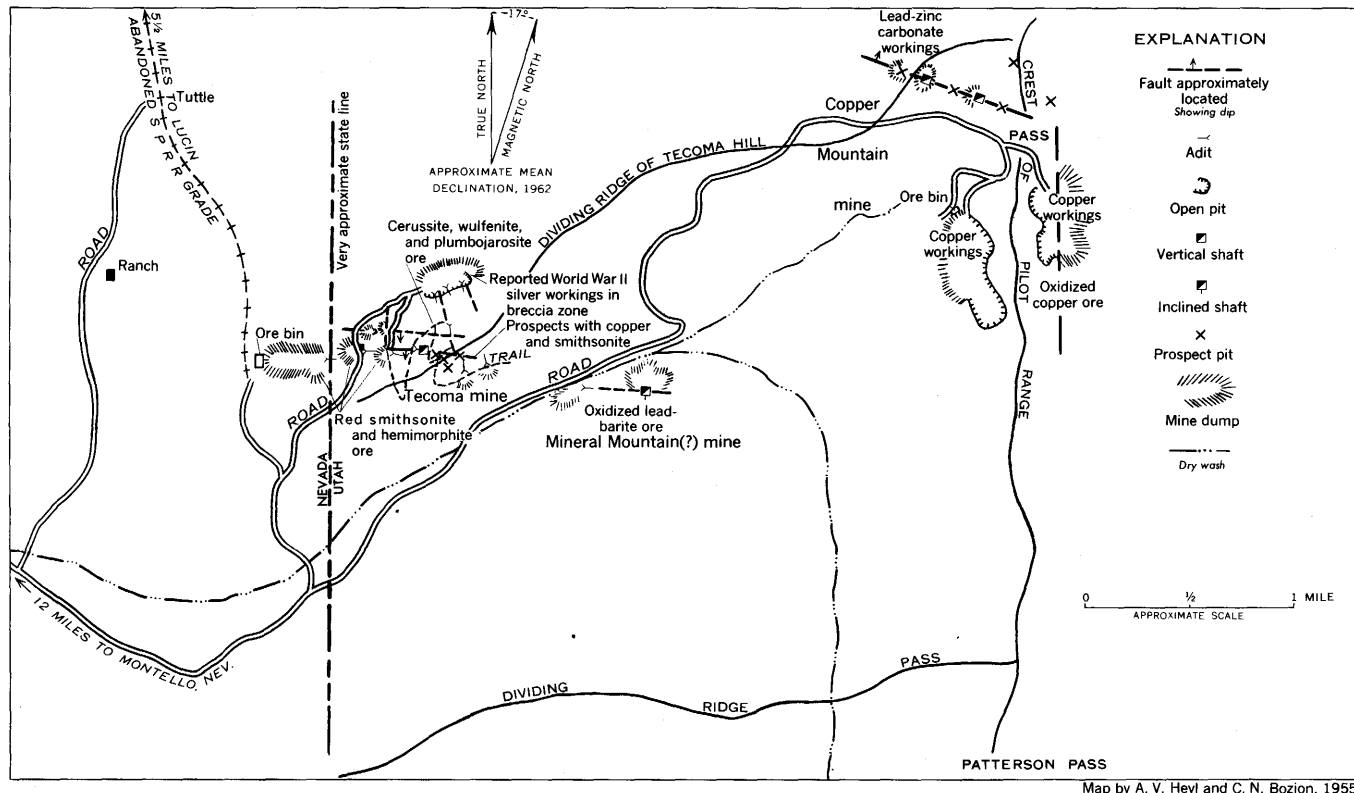 5½ MILES TO LUCIN
ABANDONED S P R R GRADE
Tuttle
ROAD
Ranch
Ore bin
Very approximate state line
NEVADA
UTAH
-17°-
TRUE NORTH
MAGNETIC NORTH
APPROXIMATE MEAN
DECLINATION, 1962
Cerussite, wulfenite,
and plumbojarosite
ore
DIVIDING RIDGE OF TECOMA HILL
Reported World War II
silver workings in
breccia zone
Prospects with copper
and smithsonite
TRAIL
Tecoma mine
ROAD
Red smithsonite
and hemimorphite
ore
ROAD
Oxidized lead-
barite ore
Mineral Mountain(?) mine
12 MILES TO MONTELLO, NEV.
Lead-zinc
carbonate
workings
CREST
Copper
Mountain
mine
PASS
OF
PILOT
RANGE
Ore bin
Copper
workings
Copper
workings
Oxidized
copper ore
DIVIDING
RIDGE
PASS
PATTERSON PASS
EXPLANATION
Fault approximately
located
Showing dip
Adit
Open pit
Vertical shaft
Inclined shaft
Prospect pit
Mine dump
Dry wash
0 ½ 1 MILE
APPROXIMATE SCALE
Map by A. V. Heyl and C. N. Bozion, 1955